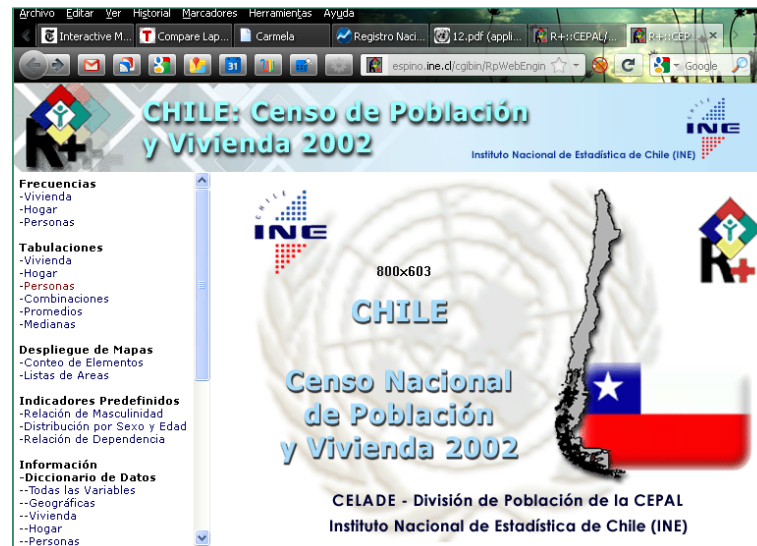 Archivo Editar Ver Historial Marcadores Herramientas Ayuda
Interactive M... Compare Lap... Carmela Registro Naci... 12.pdf (appli... R+::CEPAL/... R+::CEP
31 espino.ine.cl/cgibin/RpWebEngin Google
R+
CHILE: Censo de Población
y Vivienda 2002
Instituto Nacional de Estadística de Chile (INE)
CHILE
INE
Frecuencias
-Vivienda
-Hogar
-Personas
Tabulaciones
-Vivienda
-Hogar
-Personas
-Combinaciones
-Promedios
-Medianas
Despliegue de Mapas
-Conteo de Elementos
-Listas de Areas
Indicadores Predefinidos
-Relación de Masculinidad
-Distribución por Sexo y Edad
-Relación de Dependencia
Información
-Diccionario de Datos
--Todas las Variables
--Geográficas
--Vivienda
--Hogar
--Personas
CHILE
INE
R+
800x603
CHILE
Censo Nacional
de Población
y Vivienda 2002
CELADE - División de Población de la CEPAL
Instituto Nacional de Estadística de Chile (INE)